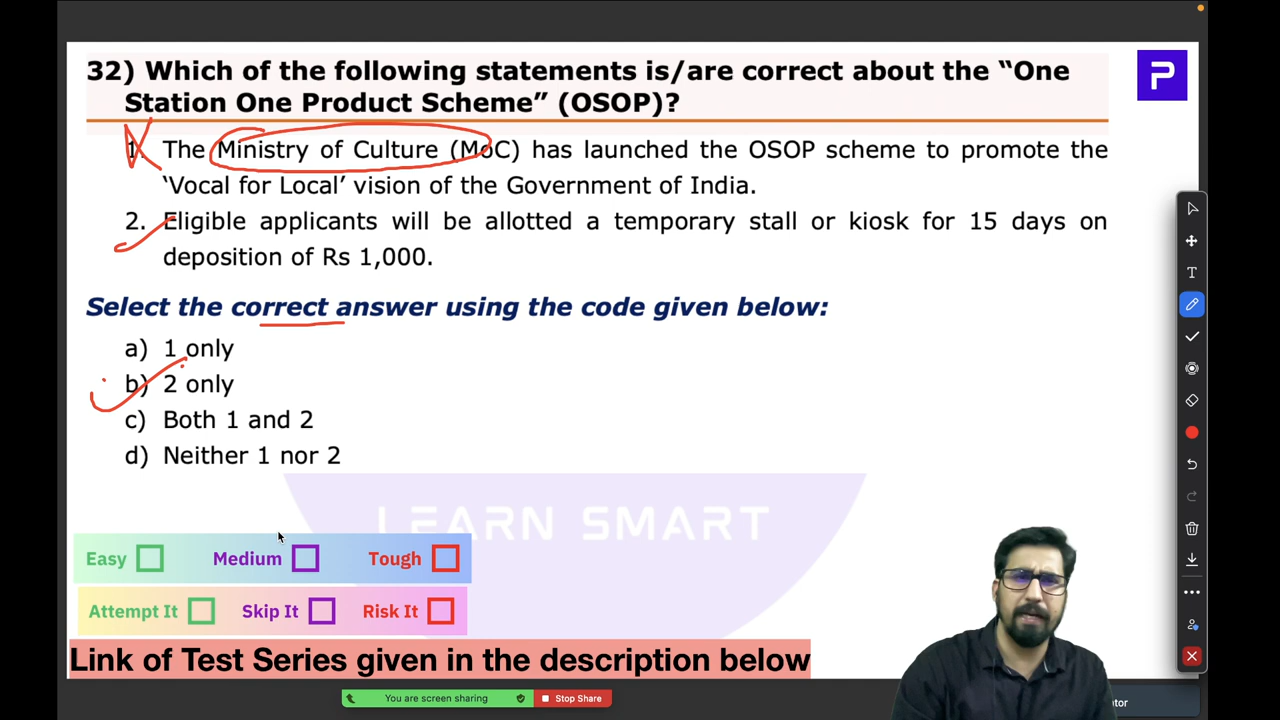 32) Which of the following statements is/are correct about the “One
Station One Product Scheme” (OSOP)?
1. The Ministry of Culture (MoC) has launched the OSOP scheme to promote the
‘Vocal for Local’ vision of the Government of India.
2. Eligible applicants will be allotted a temporary stall or kiosk for 15 days on
deposition of Rs 1,000.
Select the correct answer using the code given below:
a) 1 only
b) 2 only
c) Both 1 and 2
d) Neither 1 nor 2
LEARN SMART
Easy Medium Tough
Attempt It Skip It Risk It
Link of Test Series given in the description below
You are screen sharing Stop Share